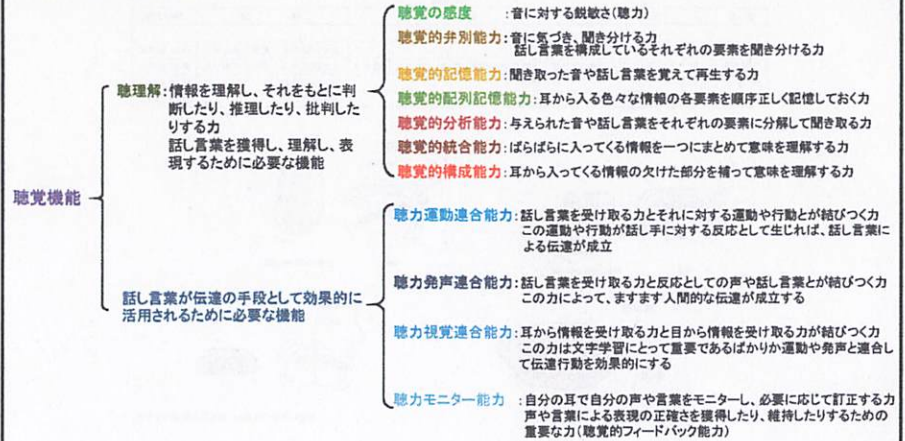 聴覚の感度　：音に対する鋭敏さ(聴力)
聴覚的弁別能力：音に気づき、聞き分ける力
話し言葉を構成しているそれぞれの要素を聞き分ける力
聴覚的記憶能力：聞き取った音や話し言葉を覚えて再生する力
聴理解：情報を理解し、それをもとに判
断したり、推理したり、批判した
りする力
話し言葉を獲得し、理解し、表
現するために必要な機能
聴覚的配列記憶能力：耳から入る色々な情報の各要素を順序正しく記憶しておく力
聴覚的分析能力：与えられた音や話し言葉をそれぞれの要素に分解して聞き取る力
聴覚的統合能力：ばらばらに入ってくる情報を一つにまとめて意味を理解する力
聴覚的構成能力：耳から入ってくる情報の欠けた部分を補って意味を理解する力
聴覚機能
聴力運動連合能力：話し言葉を受け取る力とそれに対する運動や行動とが結びつく力
この運動や行動が話し手に対する反応として生じれば、話し言葉に
よる伝達が成立
話し言葉が伝達の手段として効果的に
活用されるために必要な機能
聴力発声連合能力：話し言葉を受け取る力と反応としての声や話し言葉とが結びつく力
この力によって、ますます人間的な伝達が成立する
聴力視覚連合能力：耳から情報を受け取る力と目から情報を受け取る力が結びつく力
この力は文字学習にとって重要であるばかりか運動や発声と連合し
て伝達行動を効果的にする
聴力モニター能力　：自分の耳で自分の声や言葉をモニターし、必要に応じて訂正する力
声や言葉による表現の正確さを獲得したり、維持したりするための
重要な力(聴覚的フィードバック能力)